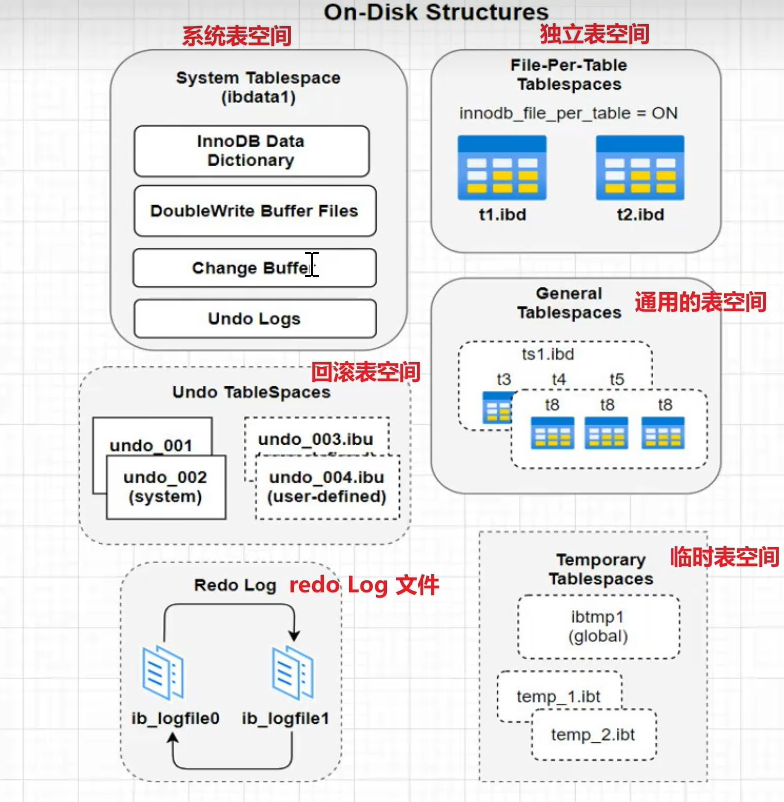 On-Disk Structures
系统表空间
System Tablespace
(ibdata1)
InnoDB Data
Dictionary
DoubleWrite Buffer Files
Change Buffer
Undo Logs
独立表空间
File-Per-Table
Tablespaces
innodb_file_per_table = ON
t1.ibd
t2.ibd
General
Tablespaces
通用的表空间
ts1.ibd
t3
t4
t5
t8
t8
t8
回滚表空间
Undo TableSpaces
undo_001
undo_002
(system)
undo_003.ibu
undo_004.ibu
(user-defined)
Redo Log
redo Log 文件
ib_logfile0
ib_logfile1
Temporary
Tablespaces
临时表空间
ibtmp1
(global)
temp_1.ibt
temp_2.ibt